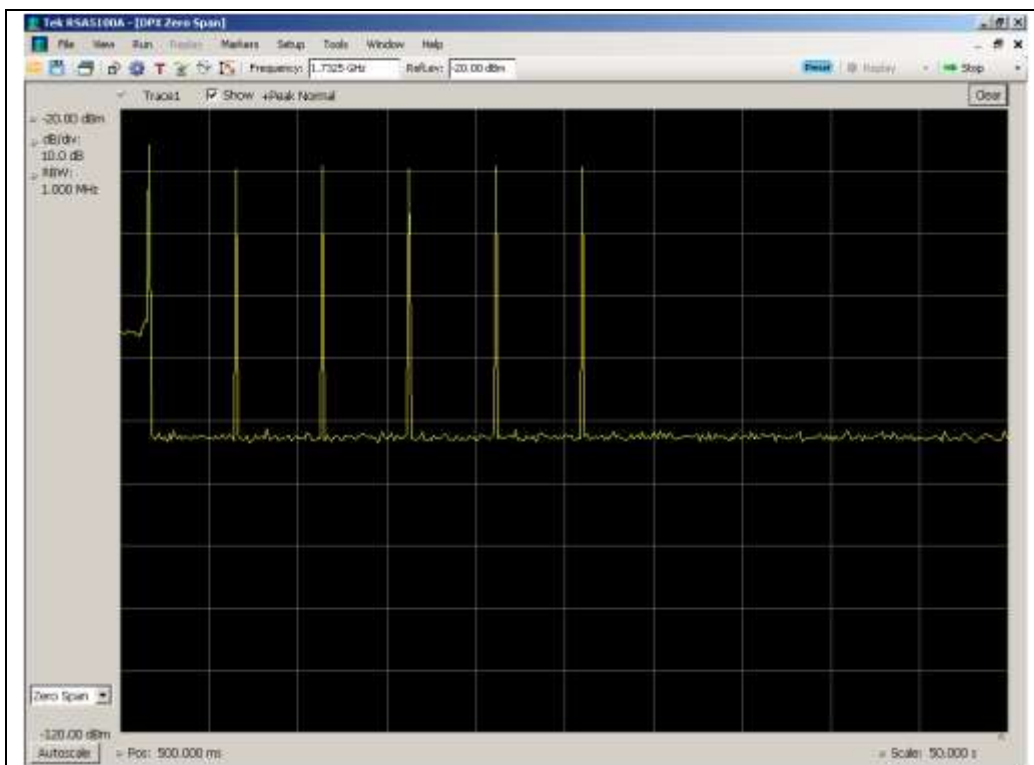 Tek RSA5100A - [DPX Zero Span]
File View Run Replay Markers Setup Tools Window Help
Frequency: 1.7325 GHz RefLev: -20.00 dBm Preset Replay Stop
Trace1 Show +Peak Normal Clear
-20.00 dBm
dB/div:
10.0 dB
RBW:
1.000 MHz
Zero Span
-120.00 dBm
Autoscale Pos: 500.000 ms Scale: 50.000 s